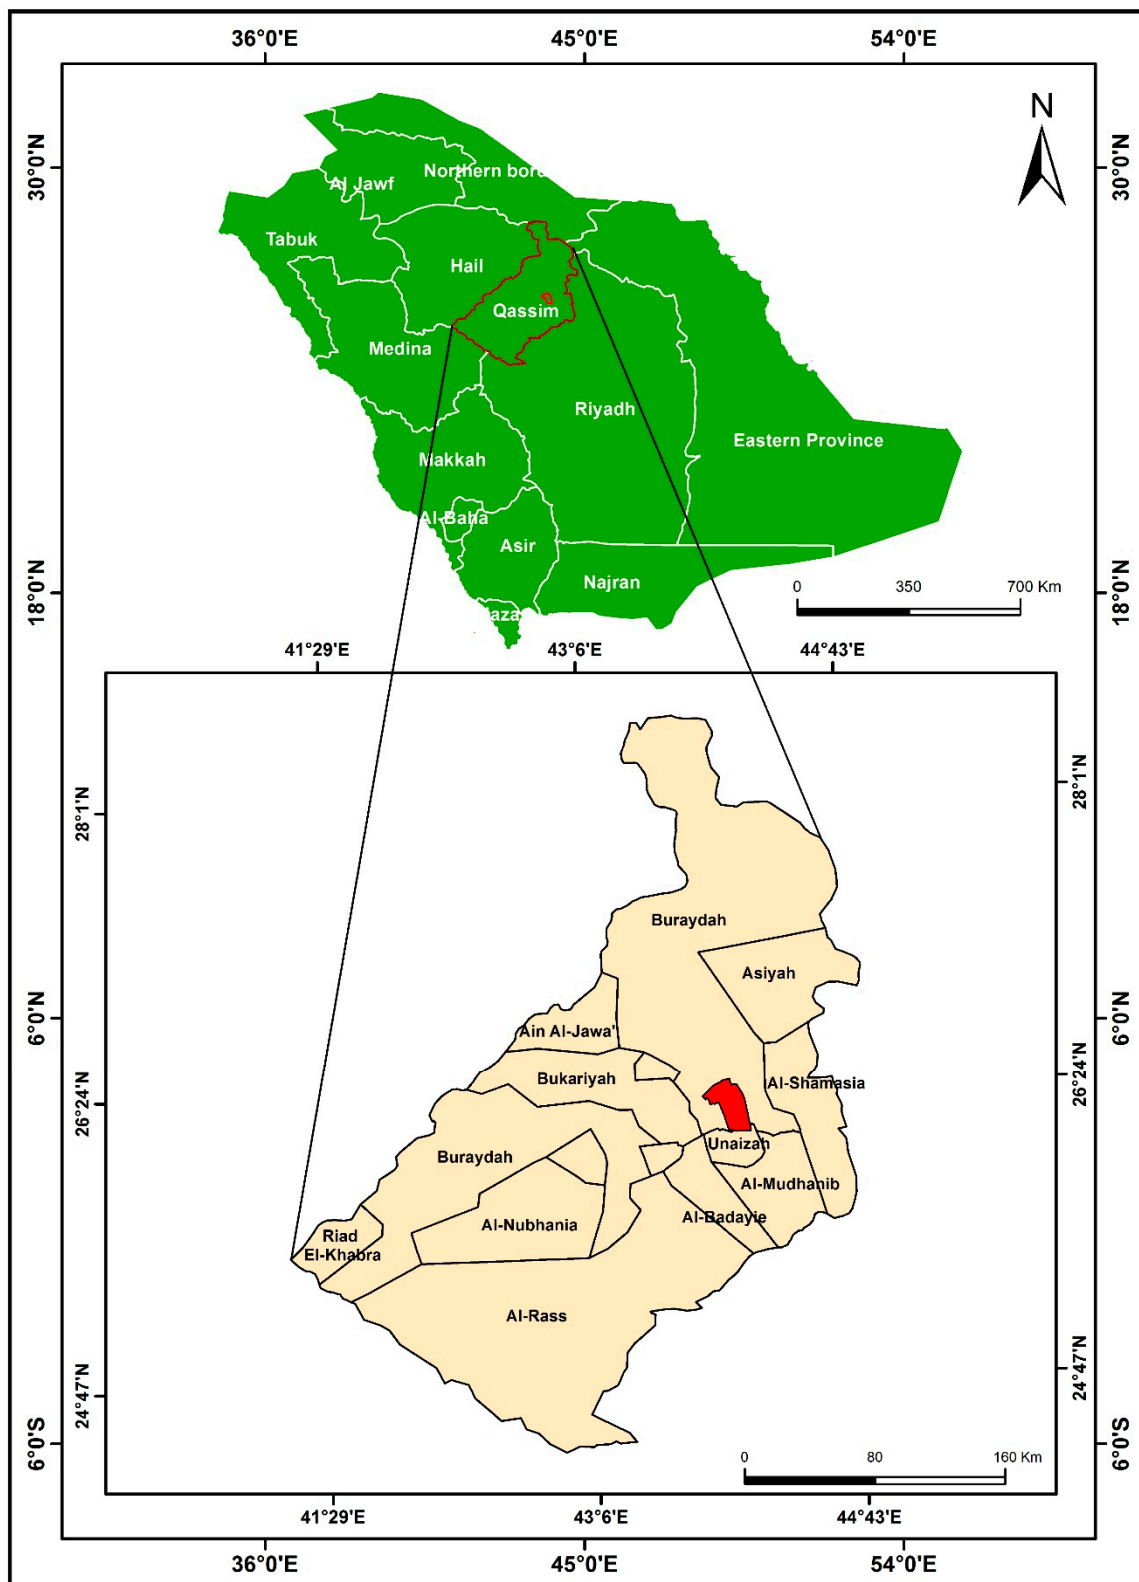 36°0'E 45°0'E 54°0'E
N
30°0'N 30°0'N
Northern bor
Al Jawf
Tabuk
Hail
Qassim
Medina
Riyadh
Eastern Province
Makkah
Al-Baha
Asir
Najran
0 350 700 Km
18°0'N 18°0'N
aza
41°29'E 43°6'E 44°43'E
28°1'N 28°1'N
Buraydah
Asiyah
6°0'N 6°0'N
Ain Al-Jawa'
Bukariyah
Al-Shamasia
26°24'N 26°24'N
Unaizah
Buraydah
Al-Mudhanib
Al-Badayie
Al-Nubhania
Riad
El-Khabra
Al-Rass
24°47'N 24°47'N
6°0'S 6°0'S
0 80 160 Km
41°29'E 43°6'E 44°43'E
36°0'E 45°0'E 54°0'E